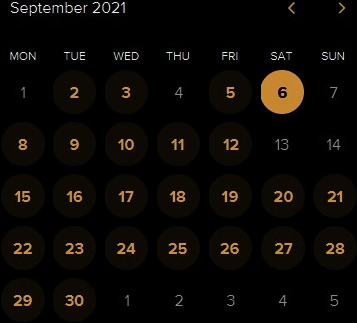 September 2021
MON TUE WED THU FRI SAT SUN
1 2 3 4 5 6 7
8 9 10 11 12 13 14
15 16 17 18 19 20 21
22 23 24 25 26 27 28
29 30 1 2 3 4 5